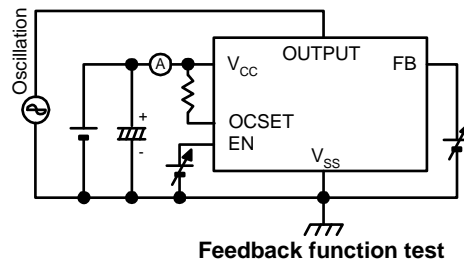 Oscillation
A
+
-
OUTPUT
VCC
FB
OCSET
EN
VSS
Feedback function test